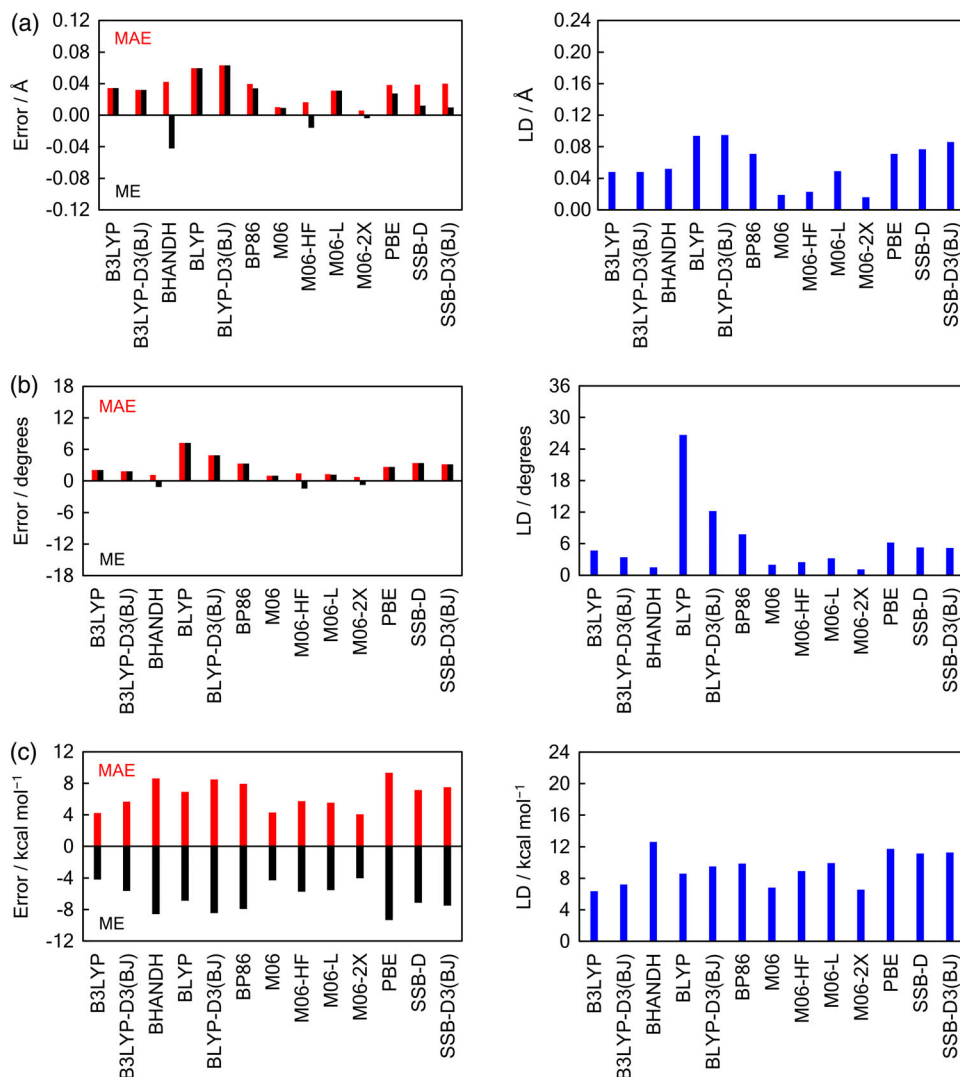 (a)
Error / Å
0.12
0.08
0.04
0.00
-0.04
-0.08
-0.12
MAE
ME
B3LYP
B3LYP-D3(BJ)
BHANDH
BLYP
BLYP-D3(BJ)
BP86
M06
M06-HF
M06-L
M06-2X
PBE
SSB-D
SSB-D3(BJ)
LD / Å
0.24
0.20
0.16
0.12
0.08
0.04
0.00
B3LYP
B3LYP-D3(BJ)
BHANDH
BLYP
BLYP-D3(BJ)
BP86
M06
M06-HF
M06-L
M06-2X
PBE
SSB-D
SSB-D3(BJ)
(b)
Error / degrees
18
12
6
0
-6
-12
-18
MAE
ME
B3LYP
B3LYP-D3(BJ)
BHANDH
BLYP
BLYP-D3(BJ)
BP86
M06
M06-HF
M06-L
M06-2X
PBE
SSB-D
SSB-D3(BJ)
LD / degrees
36
30
24
18
12
6
0
B3LYP
B3LYP-D3(BJ)
BHANDH
BLYP
BLYP-D3(BJ)
BP86
M06
M06-HF
M06-L
M06-2X
PBE
SSB-D
SSB-D3(BJ)
(c)
Error / kcal mol⁻¹
12
8
4
0
-4
-8
-12
MAE
ME
B3LYP
B3LYP-D3(BJ)
BHANDH
BLYP
BLYP-D3(BJ)
BP86
M06
M06-HF
M06-L
M06-2X
PBE
SSB-D
SSB-D3(BJ)
LD / kcal mol⁻¹
24
20
16
12
8
4
0
B3LYP
B3LYP-D3(BJ)
BHANDH
BLYP
BLYP-D3(BJ)
BP86
M06
M06-HF
M06-L
M06-2X
PBE
SSB-D
SSB-D3(BJ)